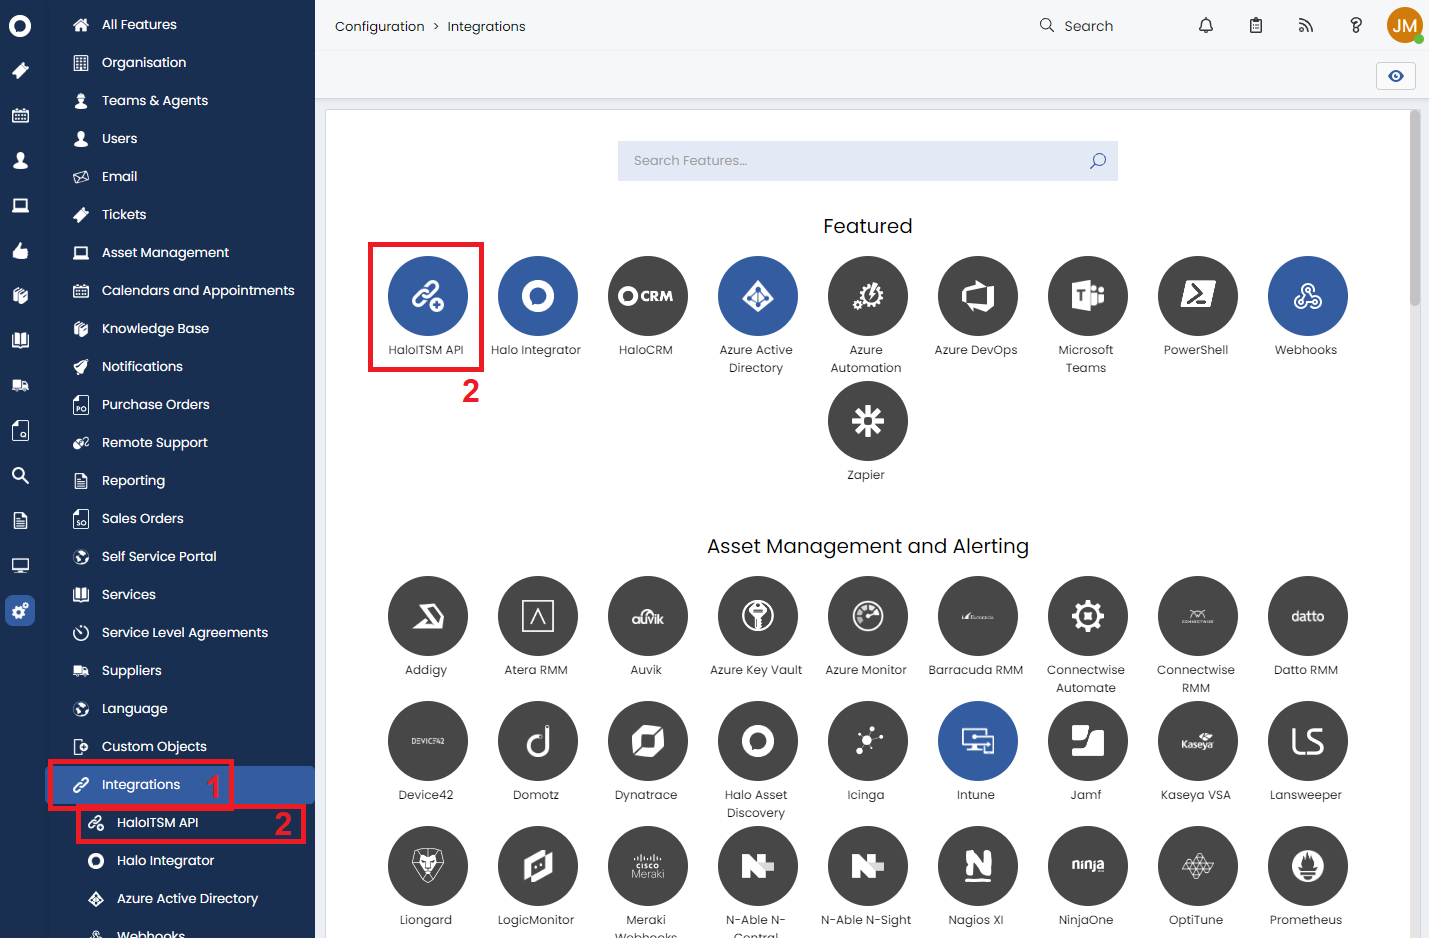 Configuration > Integrations
Search
JM
All Features
Organisation
Teams & Agents
Users
Email
Tickets
Asset Management
Calendars and Appointments
Knowledge Base
Notifications
PO
Purchase Orders
Remote Support
Reporting
SO
Sales Orders
Self Service Portal
Services
Service Level Agreements
Suppliers
Language
Custom Objects
Integrations 1
HaloITSM API 2
Halo Integrator
Azure Active Directory
Webhooks
Search Features...
Featured
CRM
HaloITSM API
Halo Integrator
HaloCRM
Azure Active
Directory
Azure
Automation
Azure DevOps
Microsoft
Teams
PowerShell
Webhooks
2
Zapier
Asset Management and Alerting
auvik
Barracuda
CONNECTWISE
datto
Addigy
Atera RMM
Auvik
Azure Key Vault
Azure Monitor
Barracuda RMM
Connectwise
Automate
Connectwise
RMM
Datto RMM
DEVICE42
Kaseya
LS
Device42
Domotz
Dynatrace
Halo Asset
Discovery
Icinga
Intune
Jamf
Kaseya VSA
Lansweeper
CISCO
Meraki
ninja
Liongard
LogicMonitor
Meraki
Webhooks
N-Able N-
Central
N-Able N-Sight
Nagios XI
NinjaOne
OptiTune
Prometheus